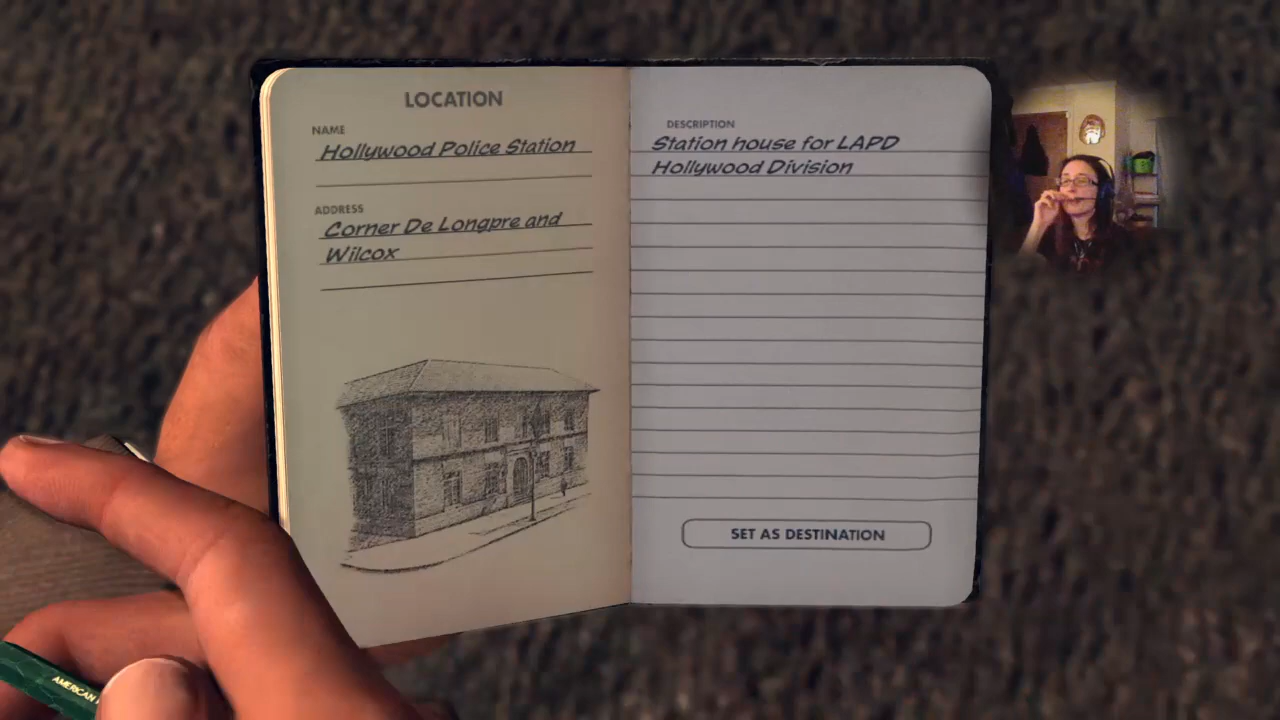 LOCATION
NAME
Hollywood Police Station
ADDRESS
Corner De Longpre and
Wilcox
DESCRIPTION
Station house for LAPD
Hollywood Division
SET AS DESTINATION
AMERICAN